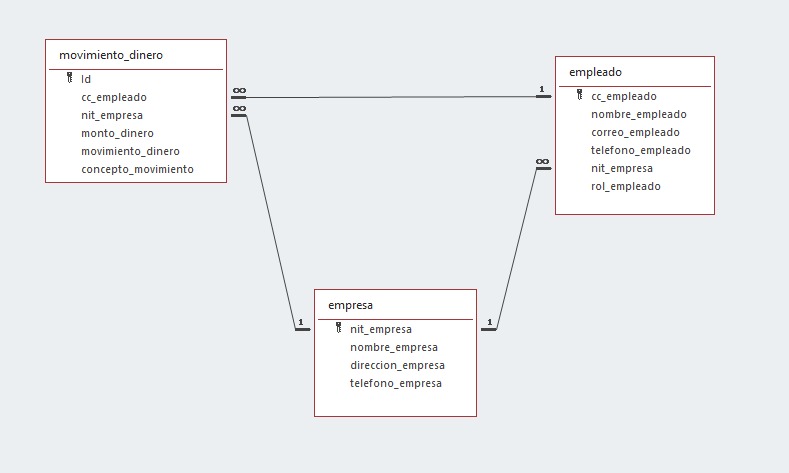 movimiento_dinero
Id
cc_empleado
nit_empresa
monto_dinero
movimiento_dinero
concepto_movimiento
∞
∞
1
empleado
cc_empleado
nombre_empleado
correo_empleado
telefono_empleado
nit_empresa
rol_empleado
∞
1
empresa
nit_empresa
nombre_empresa
direccion_empresa
telefono_empresa
1